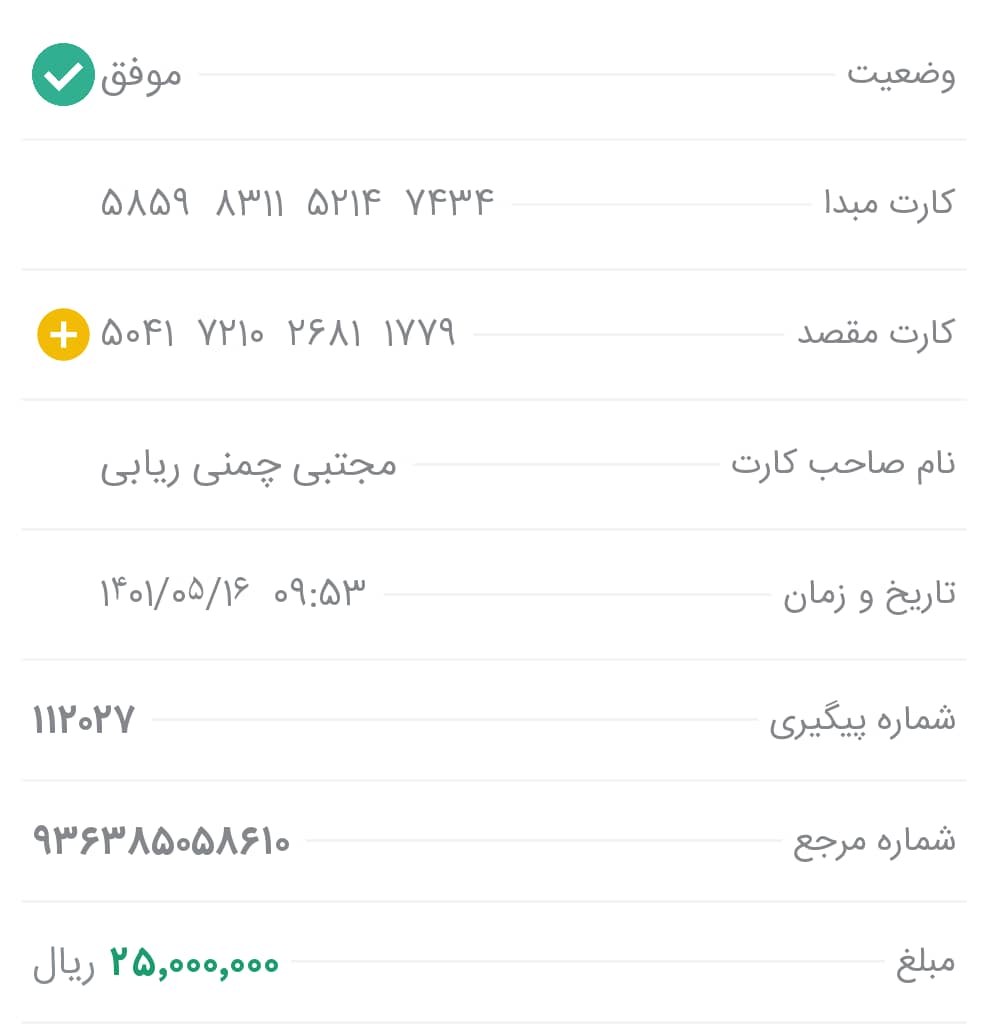 وضعیت موفق
کارت مبدا ۵۸۵۹ ۸۳۱۱ ۵۲۱۴ ۷۴۳۴
کارت مقصد ۵۰۴۱ ۷۲۱۰ ۲۶۸۱ ۱۷۷۹
نام صاحب کارت مجتبی چمنی ریابی
تاریخ و زمان ۱۴۰۱/۰۵/۱۶ ۰۹:۵۳
شماره پیگیری ۱۱۲۰۲۷
شماره مرجع ۹۳۶۳۸۵۰۵۸۶۱۰
مبلغ ۲۵,۰۰۰,۰۰۰ ریال